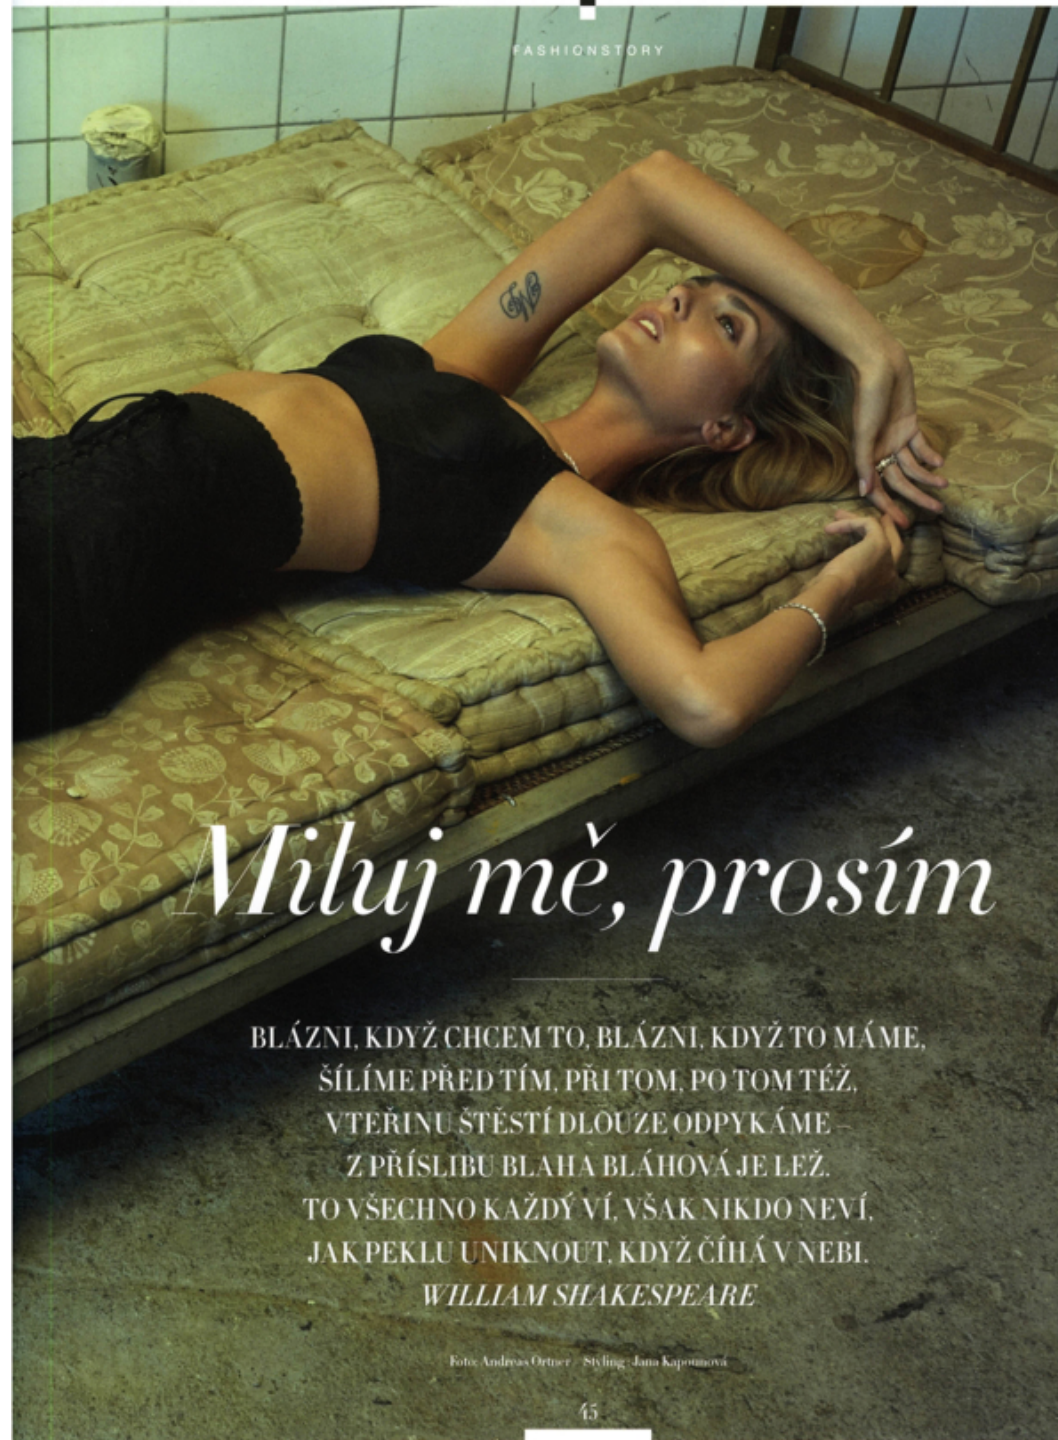 FASHIONSTORY
Miluj mě, prosím
BLÁZNI, KDYŽ CHCEM TO, BLÁZNI, KDYŽ TO MÁME,
ŠÍLÍME PŘED TÍM, PŘI TOM, PO TOM TÉŽ,
VTEŘINU ŠTĚSTÍ DLOUZE ODPYKÁME –
Z PŘÍSLIBU BLAHA BLÁHOVÁ JE LEŽ.
TO VŠECHNO KAŽDÝ VÍ, VŠAK NIKDO NEVÍ,
JAK PEKLU UNIKNOUT, KDYŽ ČÍHÁ V NEBI.
WILLIAM SHAKESPEARE
Foto: Andreas Ortner Styling: Jana Kapounová
45